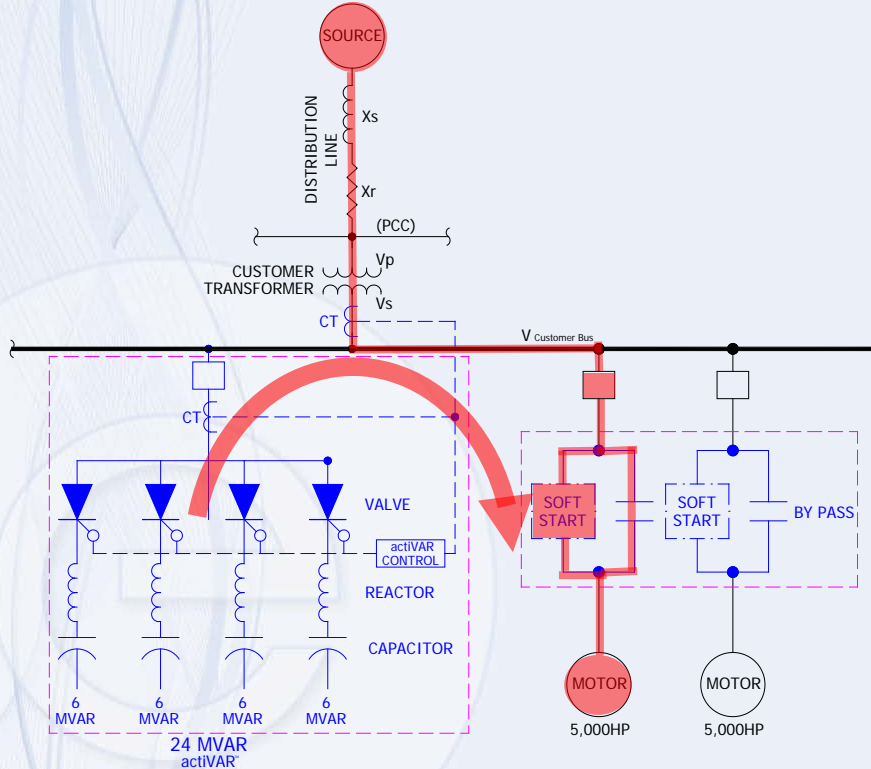 SOURCE
DISTRIBUTION
LINE
Xs
Xr
(PCC)
CUSTOMER
TRANSFORMER
Vp
Vs
CT
V Customer Bus
CT
VALVE
actiVAR
CONTROL
REACTOR
CAPACITOR
6
MVAR
6
MVAR
6
MVAR
6
MVAR
24 MVAR
actiVAR™
SOFT
START
SOFT
START
BY PASS
MOTOR
5,000HP
MOTOR
5,000HP